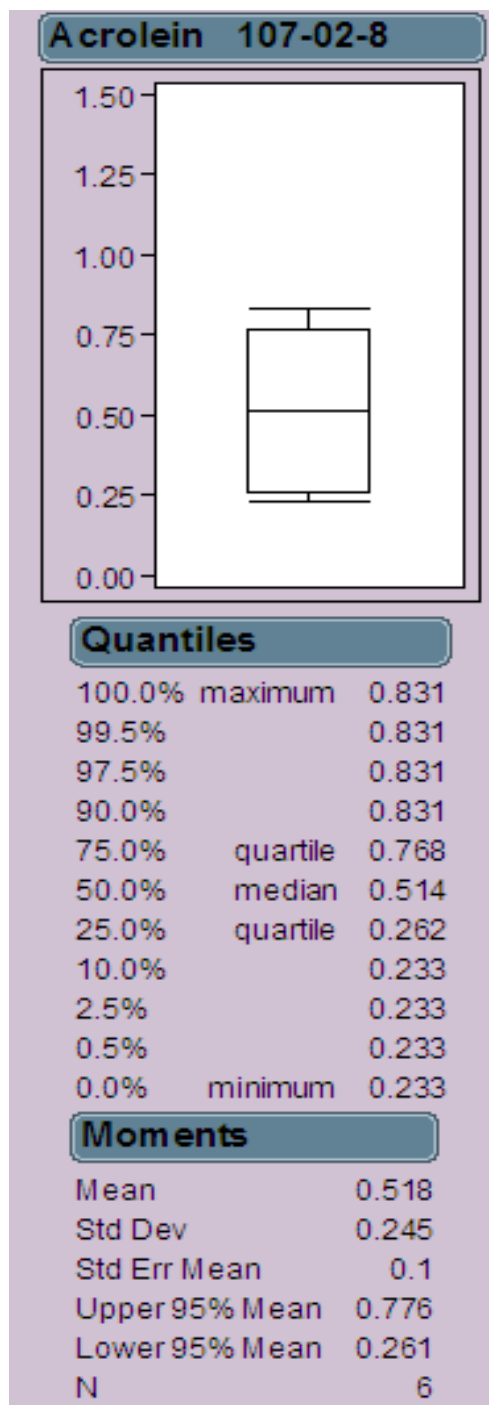 Acrolein 107-02-8
1.50
1.25
1.00
0.75
0.50
0.25
0.00
Quantiles
100.0% maximum 0.831
99.5% 0.831
97.5% 0.831
90.0% 0.831
75.0% quartile 0.768
50.0% median 0.514
25.0% quartile 0.262
10.0% 0.233
2.5% 0.233
0.5% 0.233
0.0% minimum 0.233
Moments
Mean 0.518
Std Dev 0.245
Std Err Mean 0.1
Upper 95% Mean 0.776
Lower 95% Mean 0.261
N 6